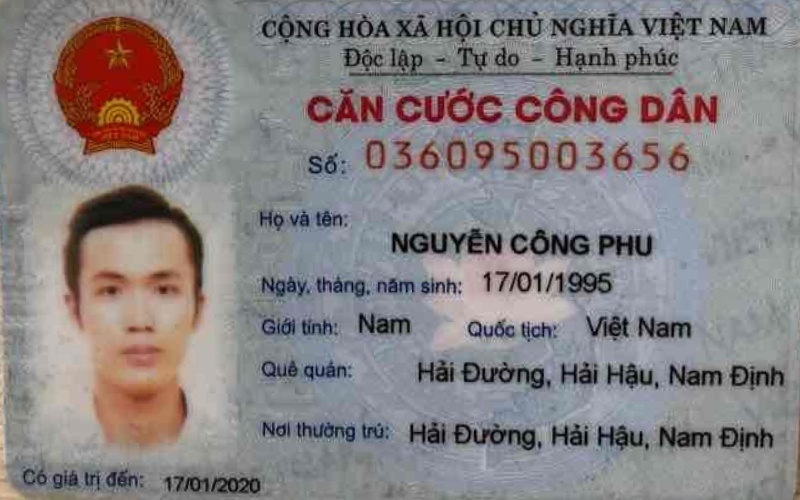 CỘNG HÒA XÃ HỘI CHỦ NGHĨA VIỆT NAM
Độc lập - Tự do - Hạnh phúc
CĂN CƯỚC CÔNG DÂN
Số: 036095003656
Họ và tên:
NGUYỄN CÔNG PHU
Ngày, tháng, năm sinh: 17/01/1995
Giới tính: Nam Quốc tịch: Việt Nam
Quê quán: Hải Đường, Hải Hậu, Nam Định
Nơi thường trú: Hải Đường, Hải Hậu, Nam Định
Có giá trị đến: 17/01/2020